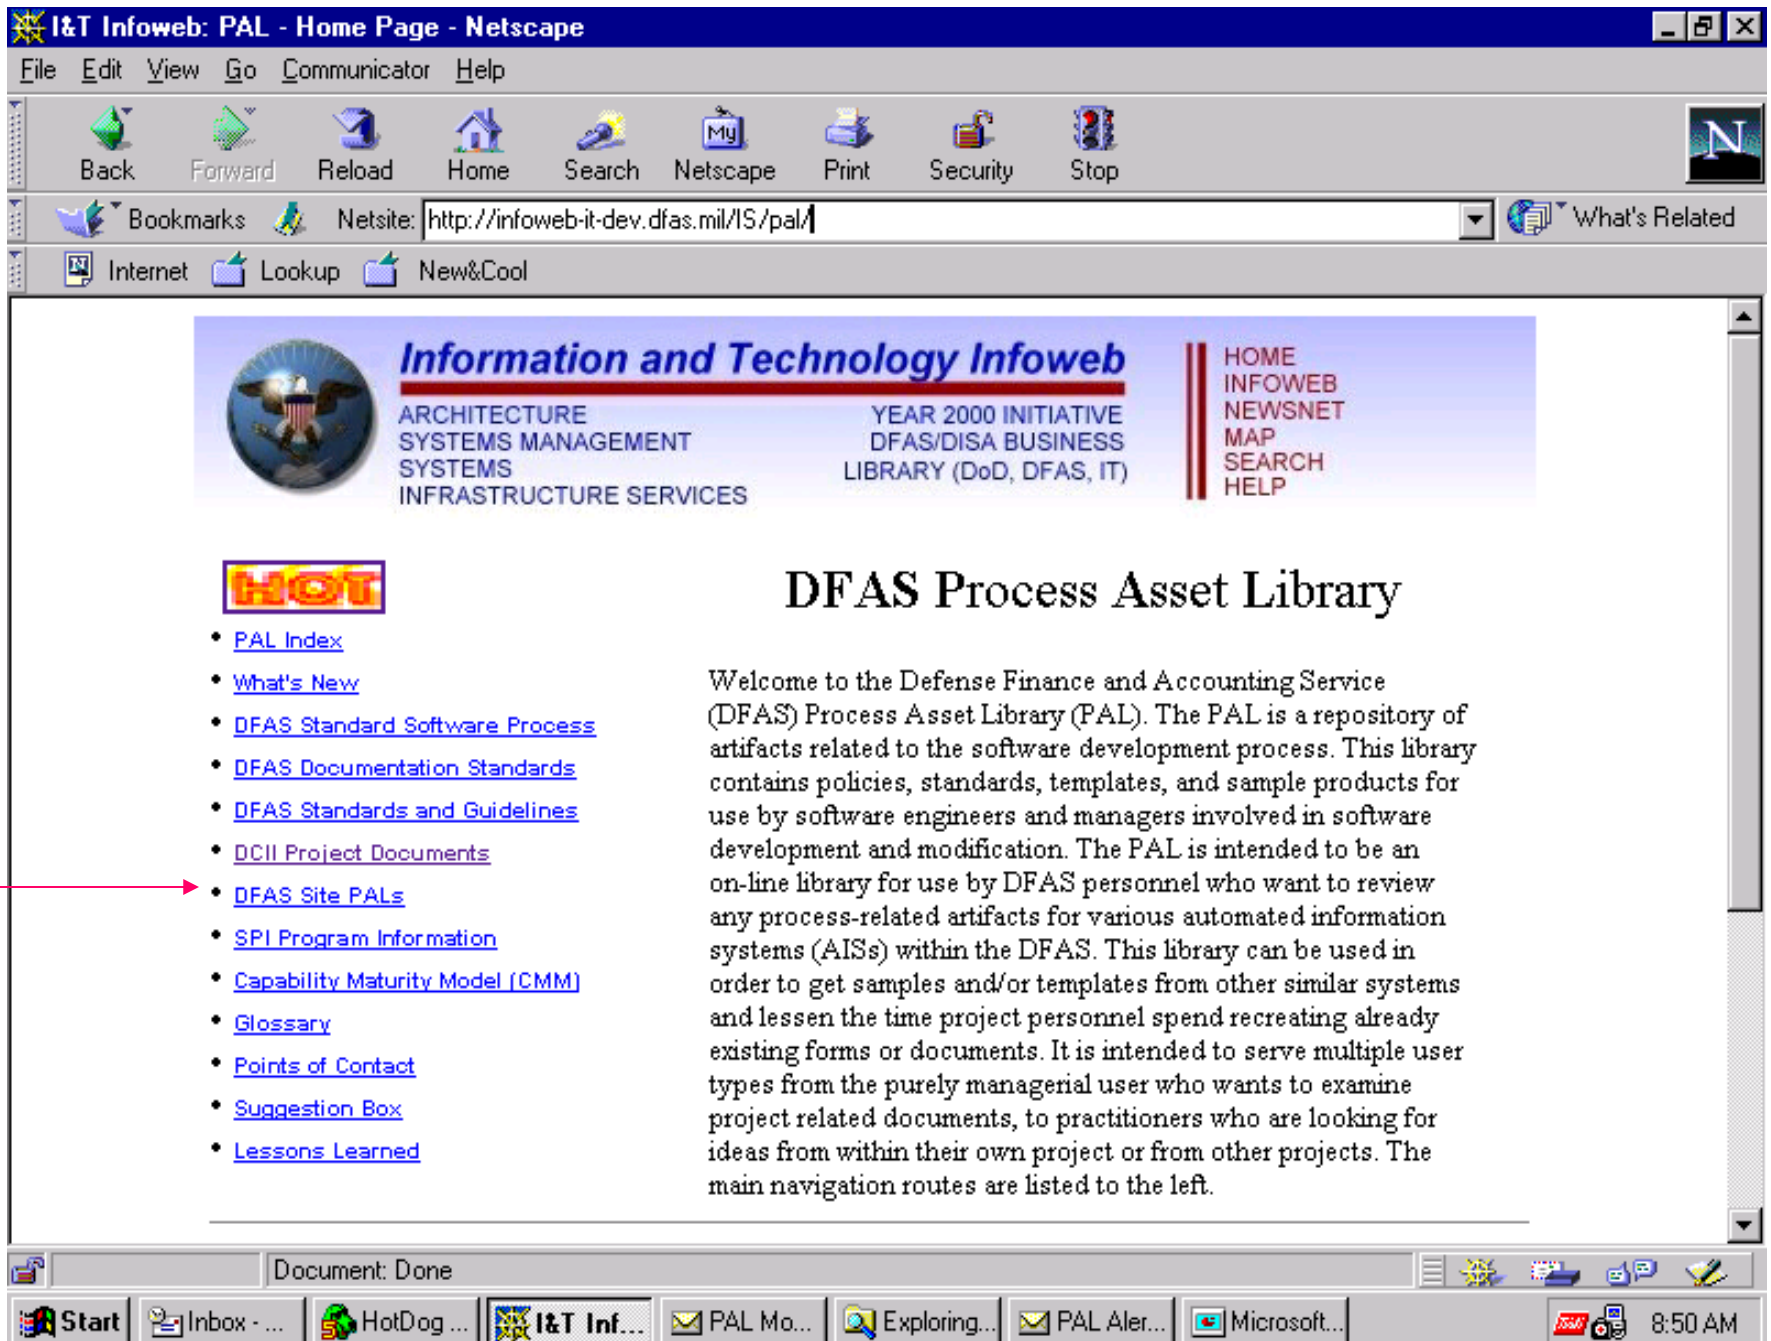 I&T Infoweb: PAL - Home Page - Netscape
File Edit View Go Communicator Help
Back Forward Reload Home Search Netscape Print Security Stop
My
N
Bookmarks Netsite: http://infoweb-it-dev.dfas.mil/IS/pal/ What's Related
Internet Lookup New&Cool
Information and Technology Infoweb
ARCHITECTURE
SYSTEMS MANAGEMENT
SYSTEMS
INFRASTRUCTURE SERVICES
YEAR 2000 INITIATIVE
DFAS/DISA BUSINESS
LIBRARY (DoD, DFAS, IT)
HOME
INFOWEB
NEWSNET
MAP
SEARCH
HELP
HOT
• PAL Index
• What's New
• DFAS Standard Software Process
• DFAS Documentation Standards
• DFAS Standards and Guidelines
• DCII Project Documents
• DFAS Site PALs
• SPI Program Information
• Capability Maturity Model (CMM)
• Glossary
• Points of Contact
• Suggestion Box
• Lessons Learned
DFAS Process Asset Library
Welcome to the Defense Finance and Accounting Service
(DFAS) Process Asset Library (PAL). The PAL is a repository of
artifacts related to the software development process. This library
contains policies, standards, templates, and sample products for
use by software engineers and managers involved in software
development and modification. The PAL is intended to be an
on-line library for use by DFAS personnel who want to review
any process-related artifacts for various automated information
systems (AISs) within the DFAS. This library can be used in
order to get samples and/or templates from other similar systems
and lessen the time project personnel spend recreating already
existing forms or documents. It is intended to serve multiple user
types from the purely managerial user who wants to examine
project related documents, to practitioners who are looking for
ideas from within their own project or from other projects. The
main navigation routes are listed to the left.
Document: Done
Start Inbox - ... HotDog ... I&T Inf... PAL Mo... Exploring... PAL Aler... Microsoft... 8:50 AM